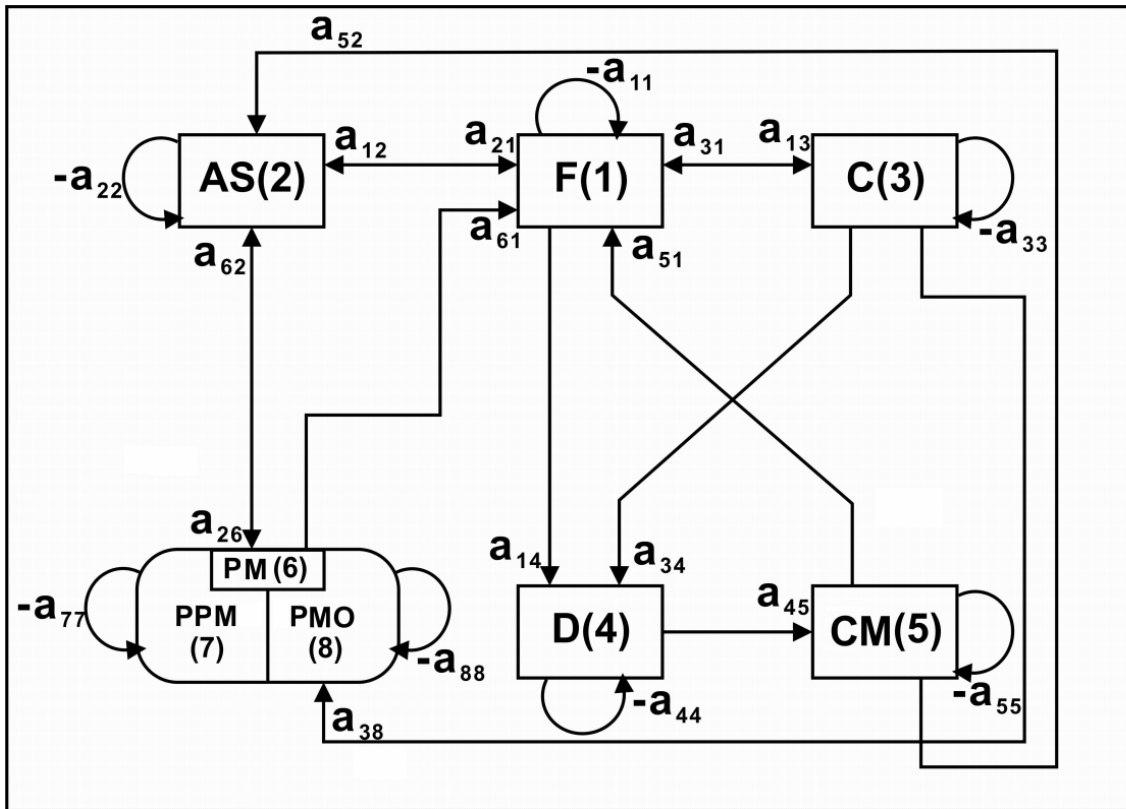 a52
-a11
a12
a21
a31
a13
AS(2)
F(1)
C(3)
-a22
-a33
a62
a61
a51
a26
a14
a34
PM(6)
-a77
PPM
(7)
PMO
(8)
-a88
D(4)
a45
CM(5)
-a44
-a55
a38